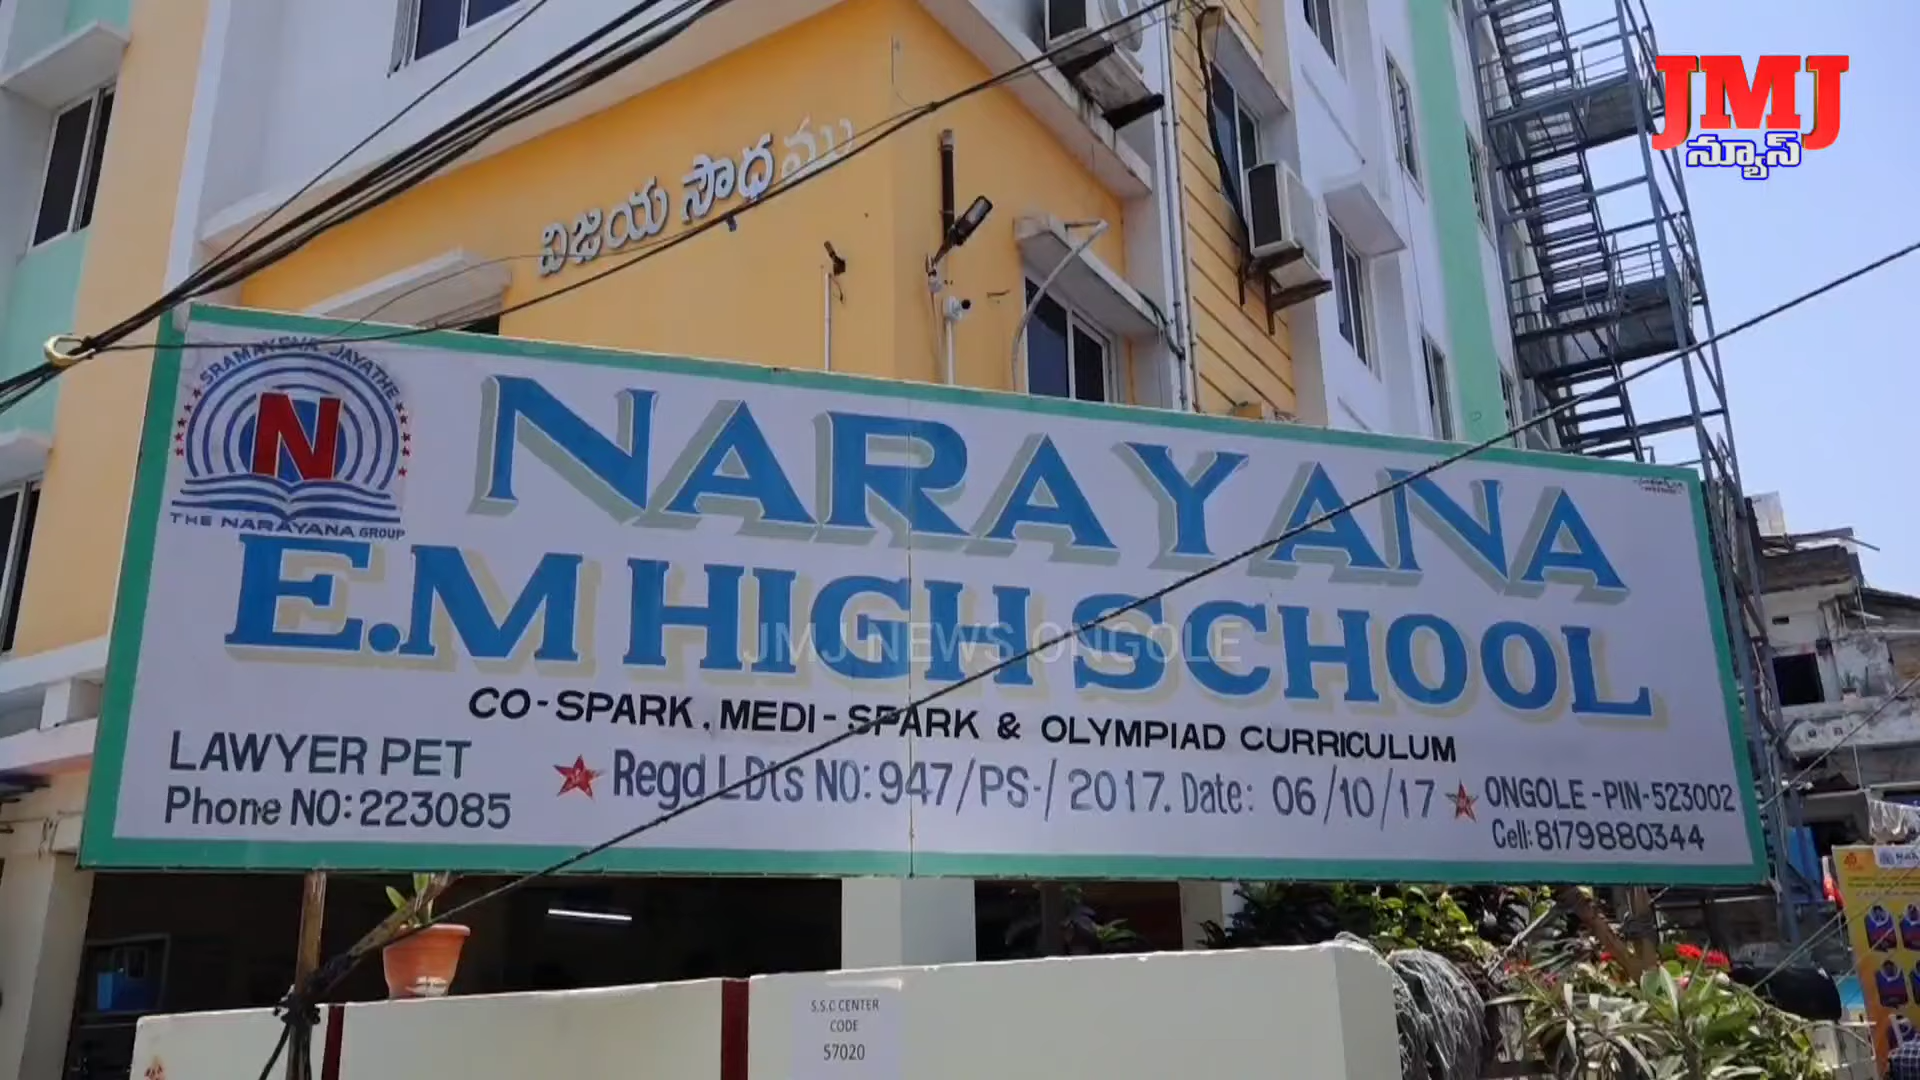 JMJ
న్యూస్
విజయ సౌధము
SRAMAYEVA JAYATHE
N
THE NARAYANA GROUP
NARAYANA
E.M HIGH SCHOOL
JMJ NEWS ONGOLE
CO-SPARK, MEDI-SPARK & OLYMPIAD CURRICULUM
LAWYER PET
Phone NO: 223085
Regd LDts NO: 947/PS-/2017. Date: 06/10/17
ONGOLE-PIN-523002
Cell: 8179880344
S.S.C CENTER
CODE
57020